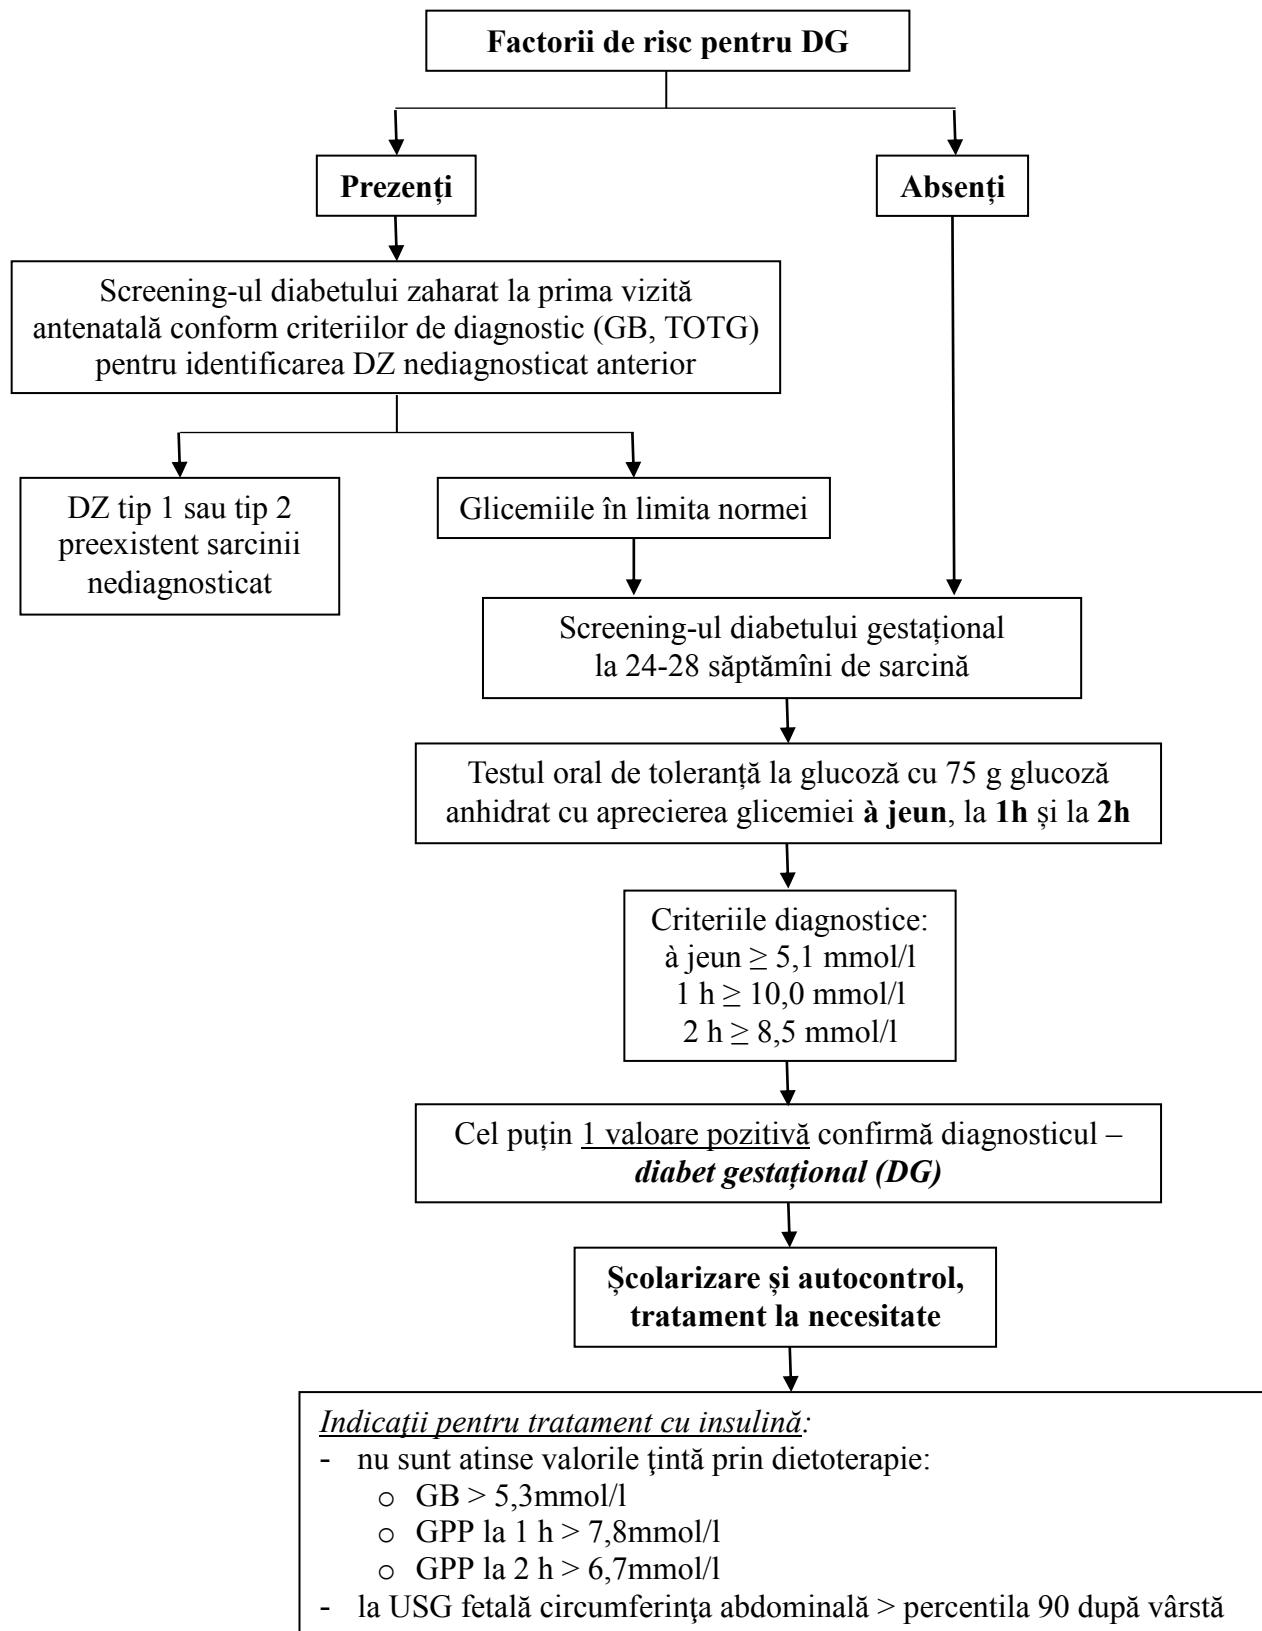 Factorii de risc pentru DG
Prezenți
Absenți
Screening-ul diabetului zaharat la prima vizită
antenatală conform criteriilor de diagnostic (GB, TOTG)
pentru identificarea DZ nediagnosticat anterior
DZ tip 1 sau tip 2
preexistent sarcinii
nediagnosticat
Glicemiile în limita normei
Screening-ul diabetului gestațional
la 24-28 săptămîni de sarcină
Testul oral de toleranță la glucoză cu 75 g glucoză
anhidrat cu aprecierea glicemiei à jeun, la 1h și la 2h
Criteriile diagnostice:
à jeun ≥ 5,1 mmol/l
1 h ≥ 10,0 mmol/l
2 h ≥ 8,5 mmol/l
Cel puțin 1 valoare pozitivă confirmă diagnosticul –
diabet gestațional (DG)
Școlarizare și autocontrol,
tratament la necesitate
Indicaţii pentru tratament cu insulină:
- nu sunt atinse valorile ţintă prin dietoterapie:
o GB > 5,3mmol/l
o GPP la 1 h > 7,8mmol/l
o GPP la 2 h > 6,7mmol/l
- la USG fetală circumferinţa abdominală > percentila 90 după vârstă